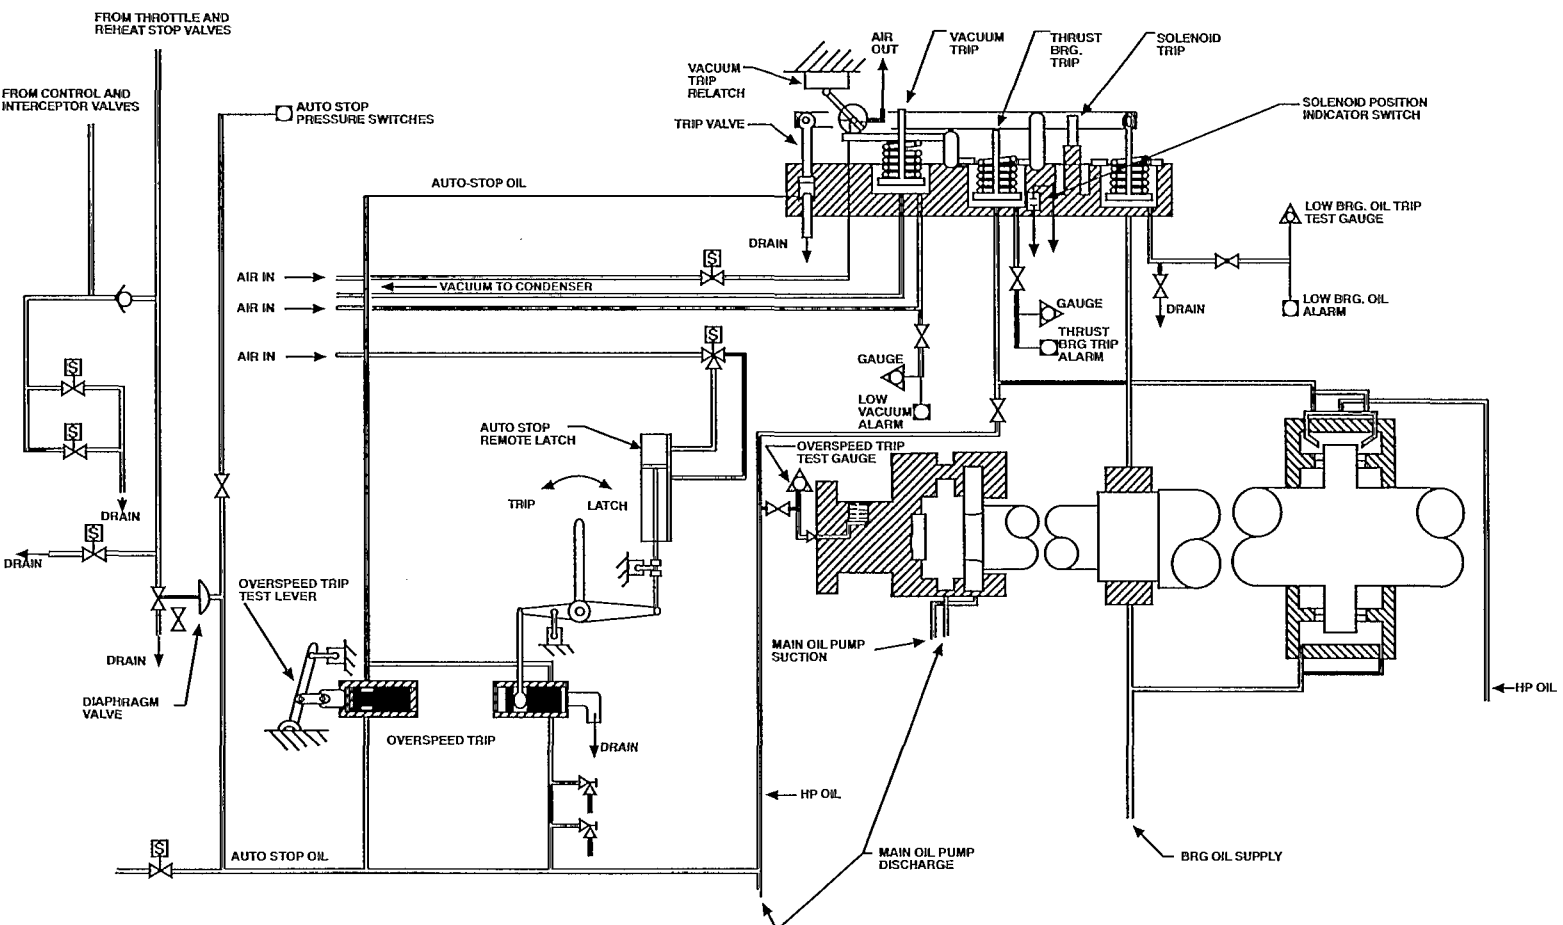 FROM THROTTLE AND
REHEAT STOP VALVES
FROM CONTROL AND
INTERCEPTOR VALVES
AUTO STOP
PRESSURE SWITCHES
VACUUM
TRIP
RELATCH
AIR
OUT
VACUUM
TRIP
THRUST
BRG.
TRIP
SOLENOID
TRIP
SOLENOID POSITION
INDICATOR SWITCH
TRIP VALVE
AUTO-STOP OIL
DRAIN
LOW BRG. OIL TRIP
TEST GAUGE
S
AIR IN
VACUUM TO CONDENSER
AIR IN
GAUGE
DRAIN
LOW BRG. OIL
ALARM
THRUST
BRG TRIP
ALARM
S
AIR IN
GAUGE
LOW
VACUUM
ALARM
S
S
AUTO STOP
REMOTE LATCH
OVERSPEED TRIP
TEST GAUGE
TRIP
LATCH
DRAIN
S
DRAIN
OVERSPEED TRIP
TEST LEVER
DRAIN
DIAPHRAGM
VALVE
MAIN OIL PUMP
SUCTION
HP OIL
OVERSPEED TRIP
DRAIN
HP OIL
S
AUTO STOP OIL
MAIN OIL PUMP
DISCHARGE
BRG OIL SUPPLY